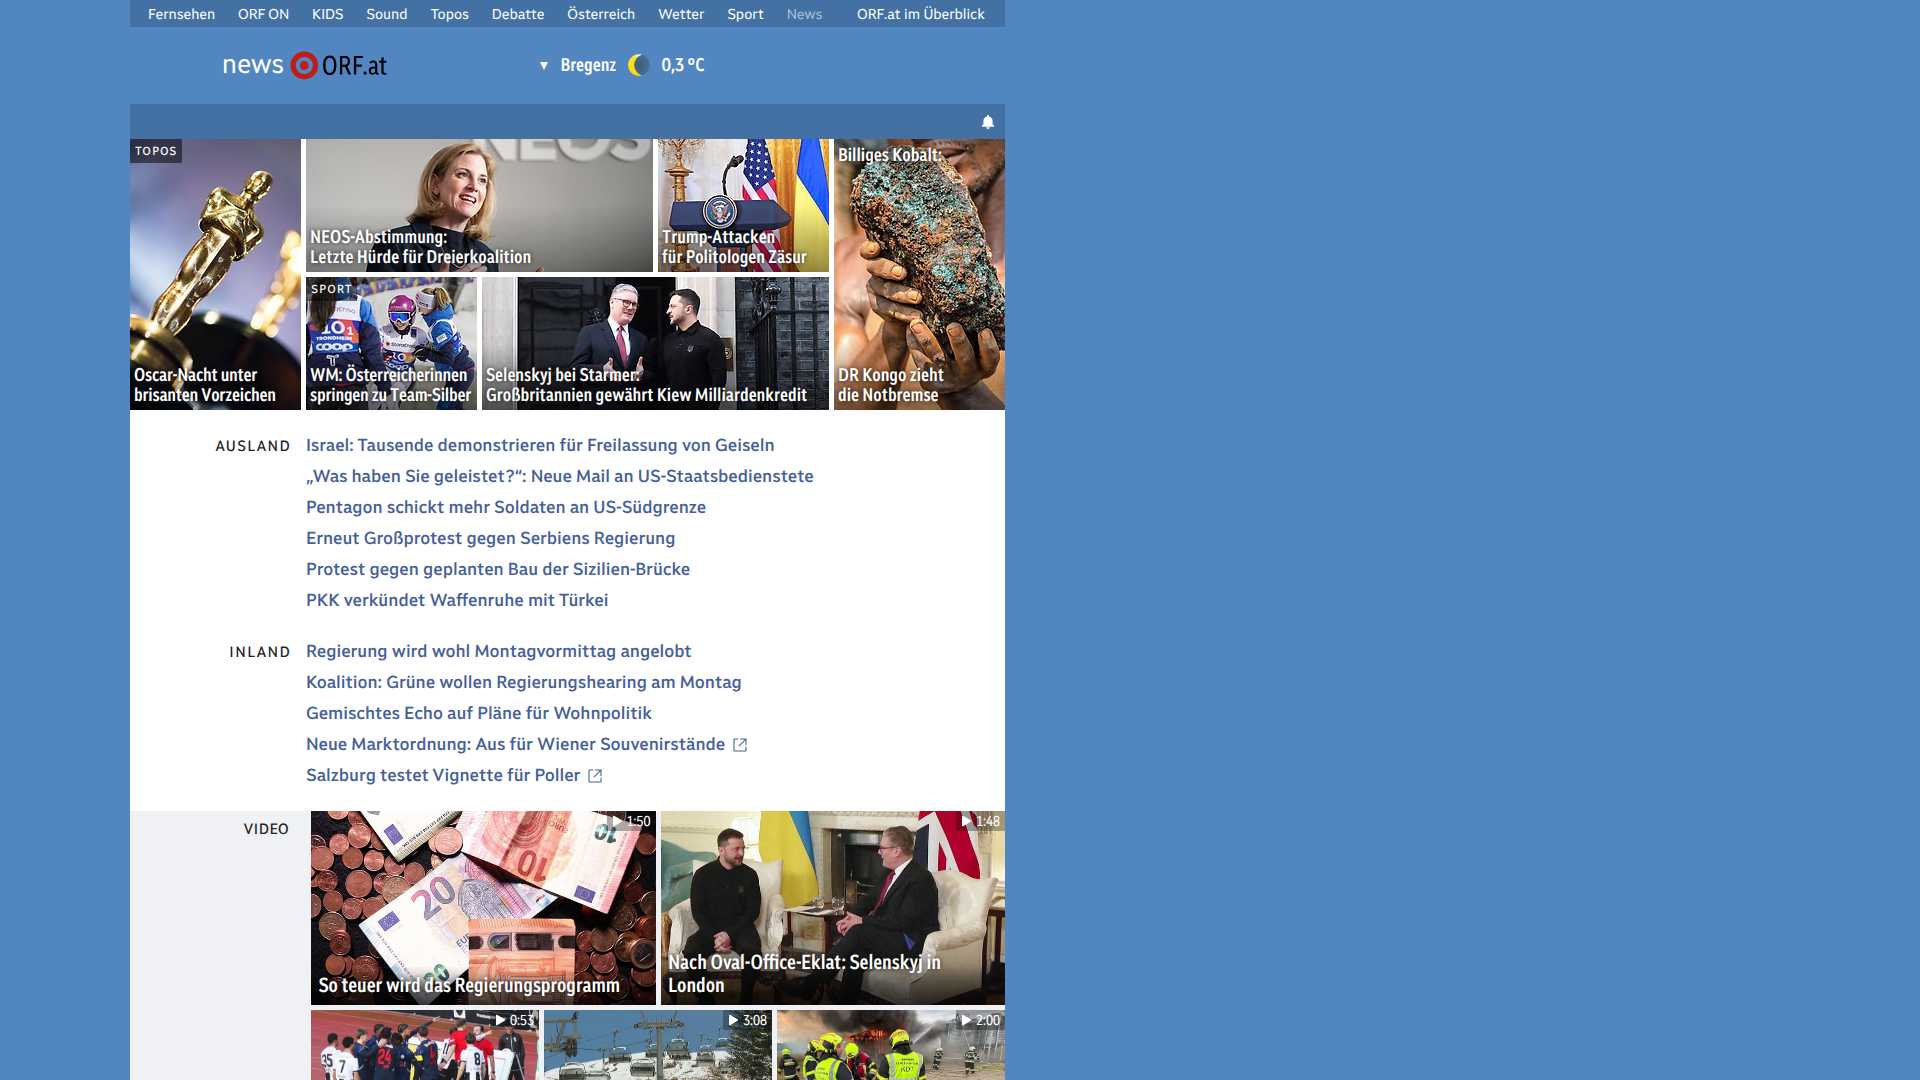 Fernsehen ORF ON KIDS Sound Topos Debatte Österreich Wetter Sport News ORF.at im Überblick
news ORF.at
Bregenz 0,3 °C
TOPOS
Oscar-Nacht unter
brisanten Vorzeichen
NEOS
NEOS-Abstimmung:
Letzte Hürde für Dreierkoalition
Trump-Attacken
für Politologen Zäsur
Billiges Kobalt:
DR Kongo zieht
die Notbremse
SPORT
WM: Österreicherinnen
springen zu Team-Silber
Selenskyj bei Starmer:
Großbritannien gewährt Kiew Milliardenkredit
AUSLAND
Israel: Tausende demonstrieren für Freilassung von Geiseln
„Was haben Sie geleistet?“: Neue Mail an US-Staatsbedienstete
Pentagon schickt mehr Soldaten an US-Südgrenze
Erneut Großprotest gegen Serbiens Regierung
Protest gegen geplanten Bau der Sizilien-Brücke
PKK verkündet Waffenruhe mit Türkei
INLAND
Regierung wird wohl Montagvormittag angelobt
Koalition: Grüne wollen Regierungshearing am Montag
Gemischtes Echo auf Pläne für Wohnpolitik
Neue Marktordnung: Aus für Wiener Souvenirstände
Salzburg testet Vignette für Poller
VIDEO
1:50
So teuer wird das Regierungsprogramm
1:48
Nach Oval-Office-Eklat: Selenskyj in
London
0:53
3:08
2:00